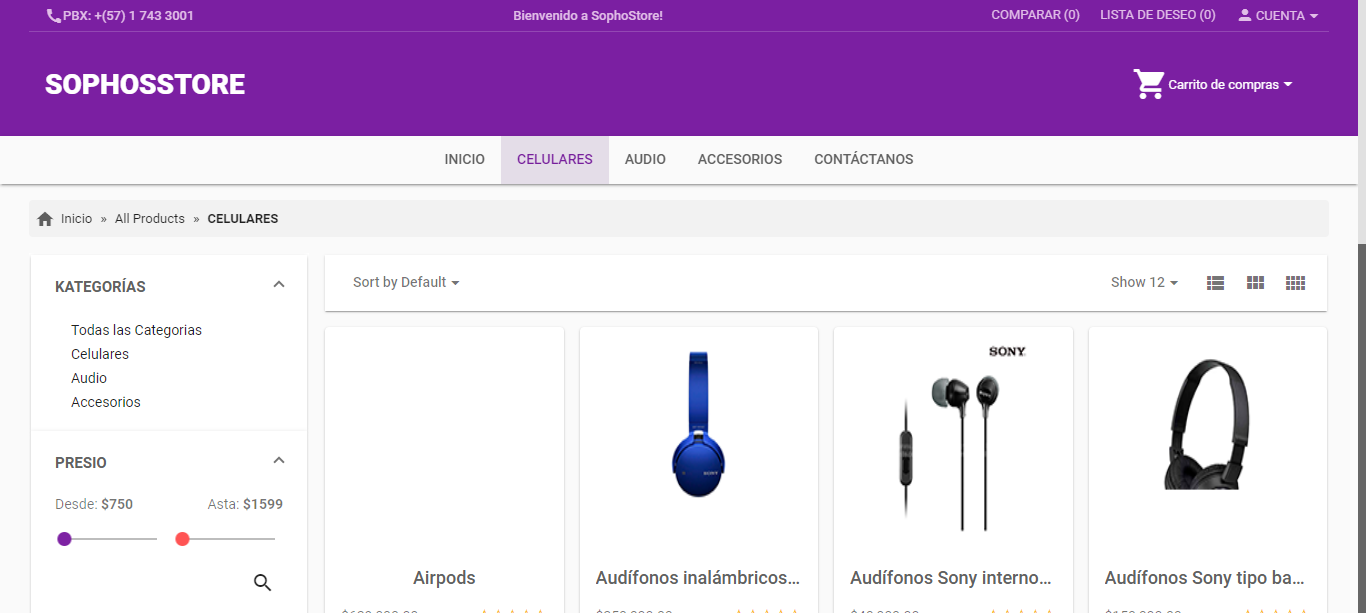 PBX: +(57) 1 743 3001
Bienvenido a SophoStore!
COMPARAR (0)
LISTA DE DESEO (0)
CUENTA
SOPHOSSTORE
Carrito de compras
INICIO
CELULARES
AUDIO
ACCESORIOS
CONTÁCTANOS
Inicio » All Products » CELULARES
KATEGORÍAS
Todas las Categorias
Celulares
Audio
Accesorios
PRESIO
Desde: $750
Asta: $1599
Sort by Default
Show 12
SONY
Airpods
Audífonos inalámbricos...
Audífonos Sony interno...
Audífonos Sony tipo ba...